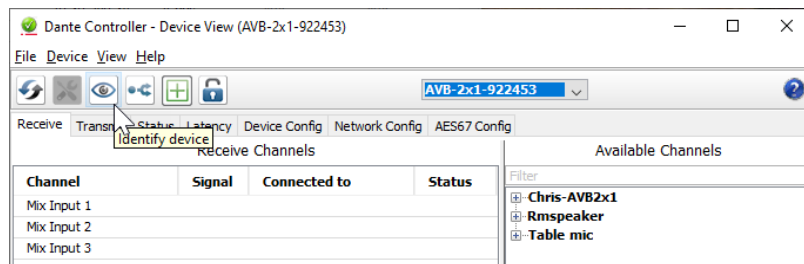 Dante Controller - Device View (AVB-2x1-922453)
File Device View Help
AVB-2x1-922453
Receive Transm Status Latency Device Config Network Config AES67 Config
Identify device
Receive Channels
Available Channels
Channel Signal Connected to Status
Filter
Mix Input 1
Mix Input 2
Mix Input 3
Chris-AVB2x1
Rmspeaker
Table mic